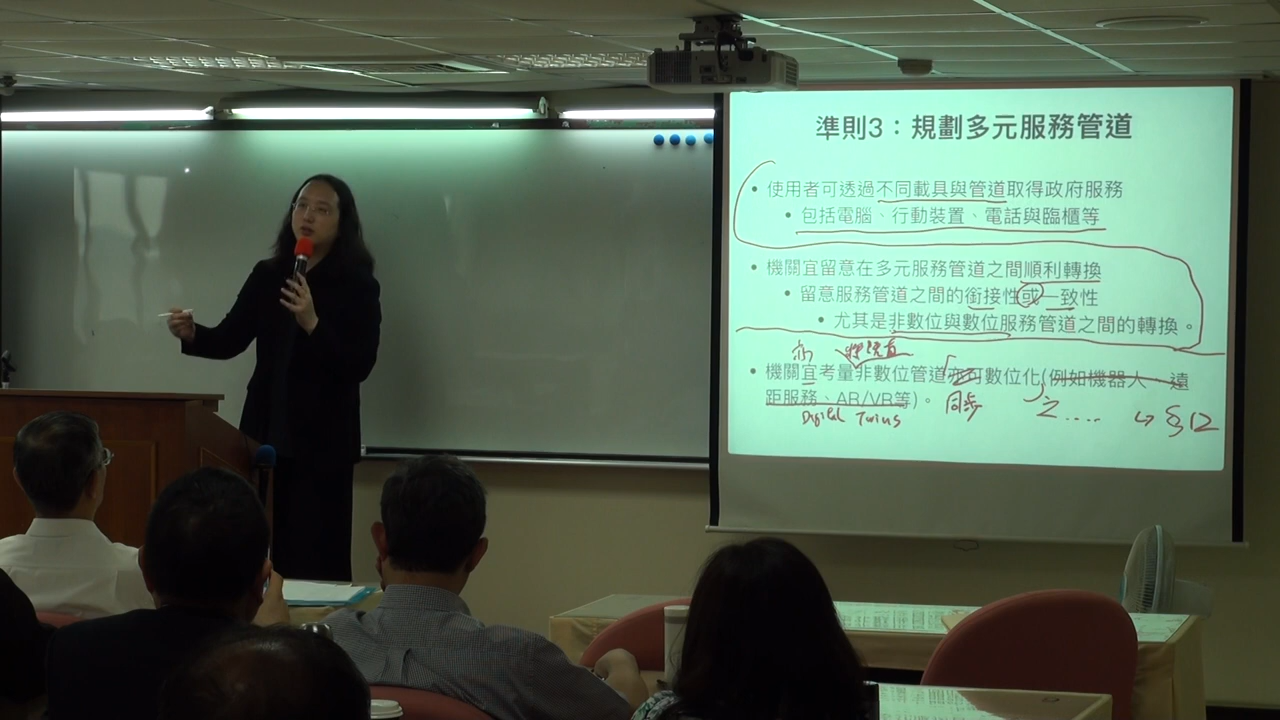 準則3：規劃多元服務管道
• 使用者可透過不同載具與管道取得政府服務
• 包括電腦、行動裝置、電話與臨櫃等
• 機關宜留意在多元服務管道之間順利轉換
• 留意服務管道之間的銜接性或一致性
• 尤其是非數位與數位服務管道之間的轉換。
亦
• 機關宜考量非數位管道亦可數位化(例如機器人、遠
距服務、AR/VR等)。
同步
Digital Twins
之....
↳ §12